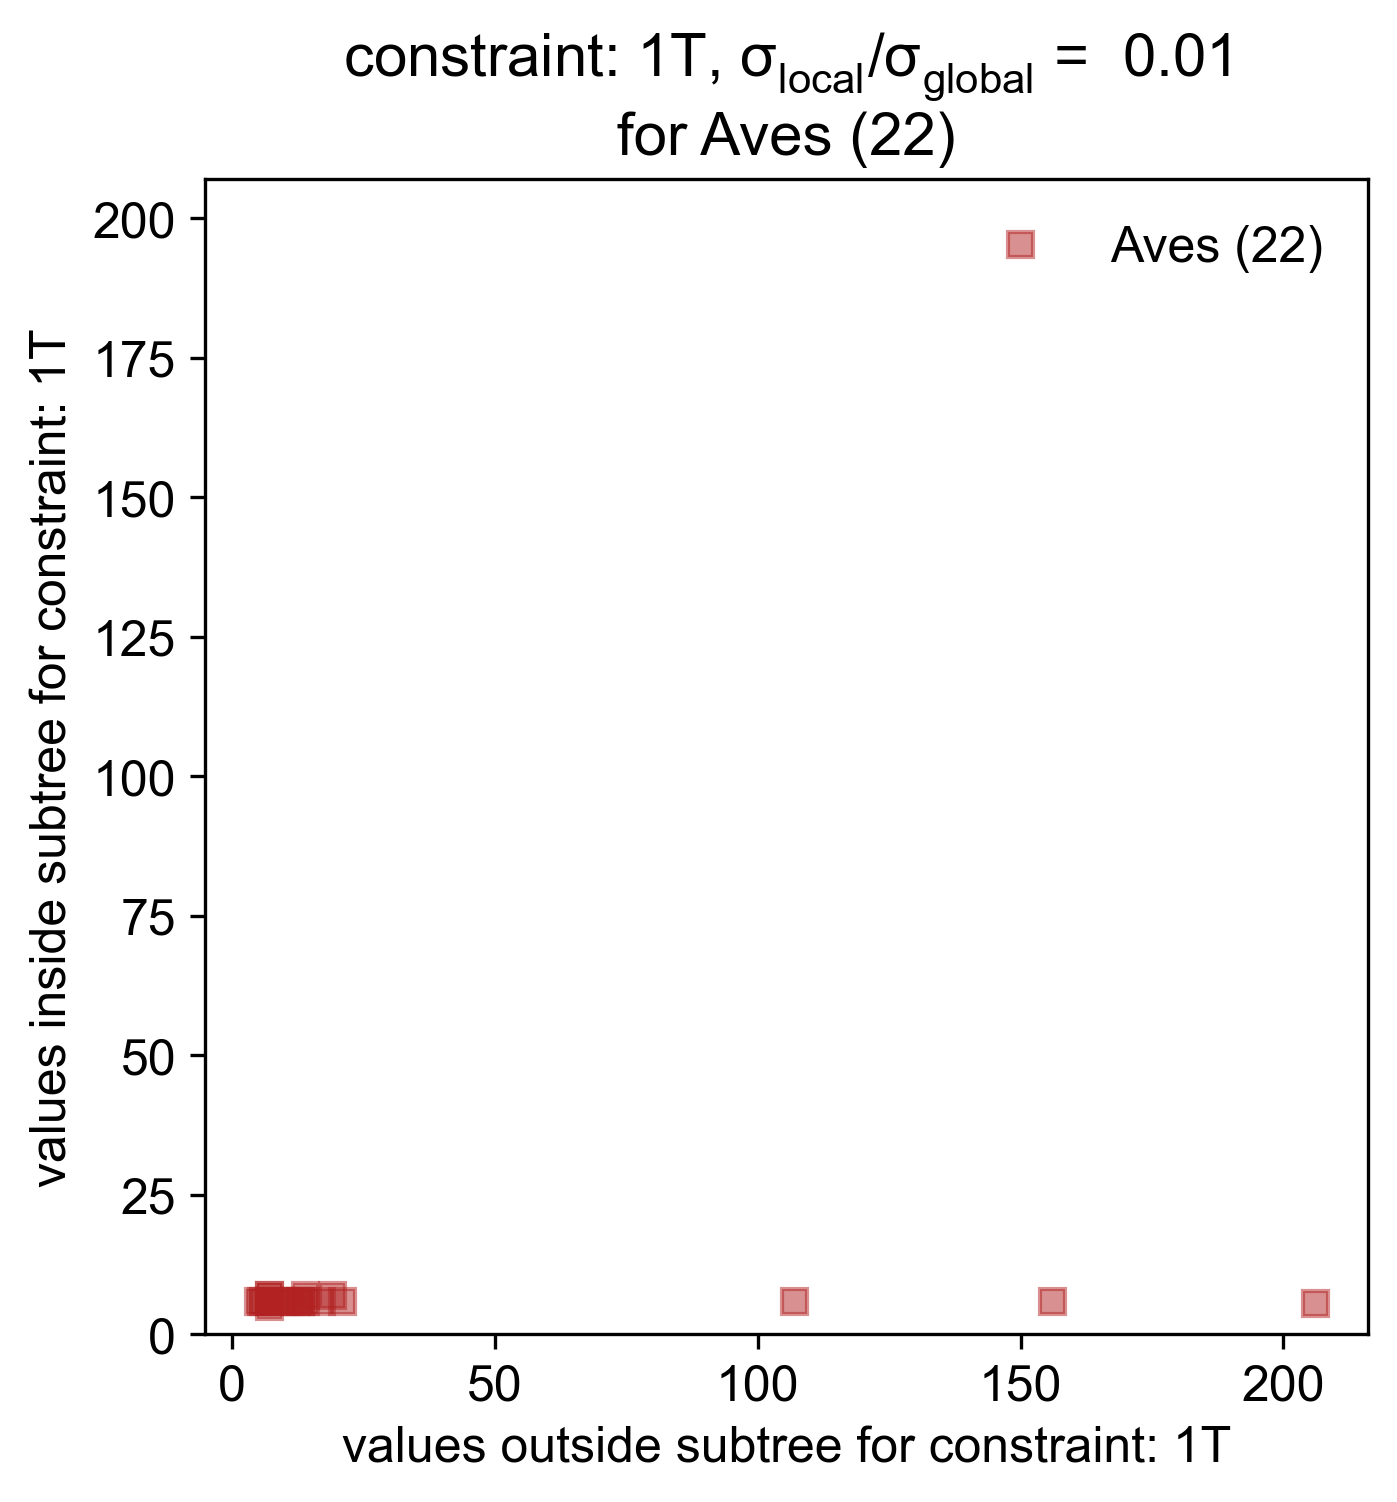 constraint: 1T, σlocal/σglobal = 0.01
for Aves (22)
Aves (22)
values inside subtree for constraint: 1T
200
175
150
125
100
75
50
25
0
0 50 100 150 200
values outside subtree for constraint: 1T